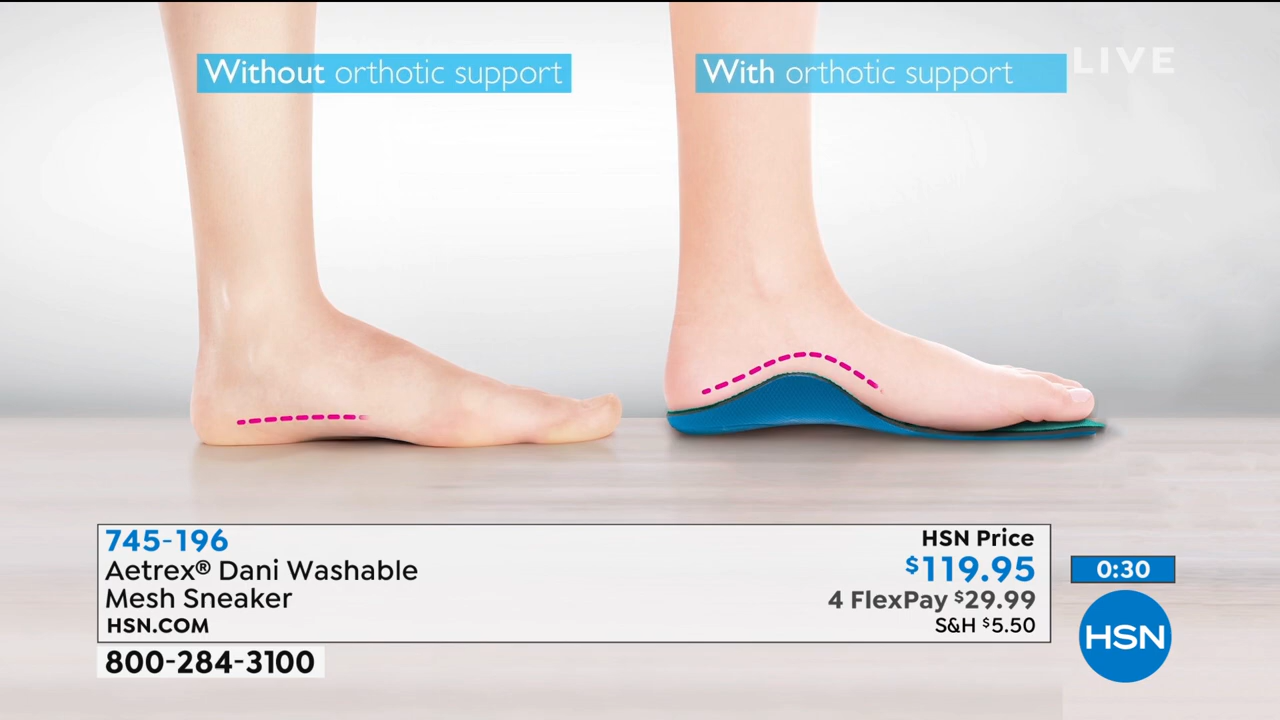 Without orthotic support
With orthotic support
LIVE
745-196
Aetrex® Dani Washable
Mesh Sneaker
HSN.COM
800-284-3100
HSN Price
$119.95
4 FlexPay $29.99
S&H $5.50
0:30
HSN